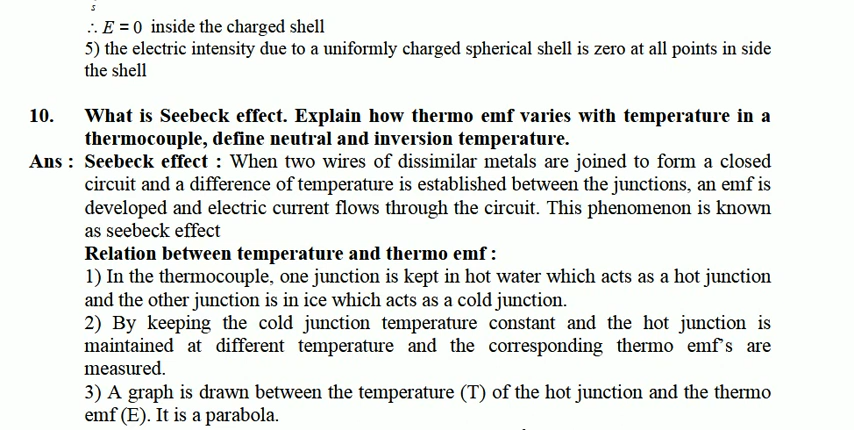 s
∴ E = 0 inside the charged shell
5) the electric intensity due to a uniformly charged spherical shell is zero at all points in side
the shell
10. What is Seebeck effect. Explain how thermo emf varies with temperature in a
thermocouple, define neutral and inversion temperature.
Ans : Seebeck effect : When two wires of dissimilar metals are joined to form a closed
circuit and a difference of temperature is established between the junctions, an emf is
developed and electric current flows through the circuit. This phenomenon is known
as seebeck effect
Relation between temperature and thermo emf :
1) In the thermocouple, one junction is kept in hot water which acts as a hot junction
and the other junction is in ice which acts as a cold junction.
2) By keeping the cold junction temperature constant and the hot junction is
maintained at different temperature and the corresponding thermo emf's are
measured.
3) A graph is drawn between the temperature (T) of the hot junction and the thermo
emf (E). It is a parabola.